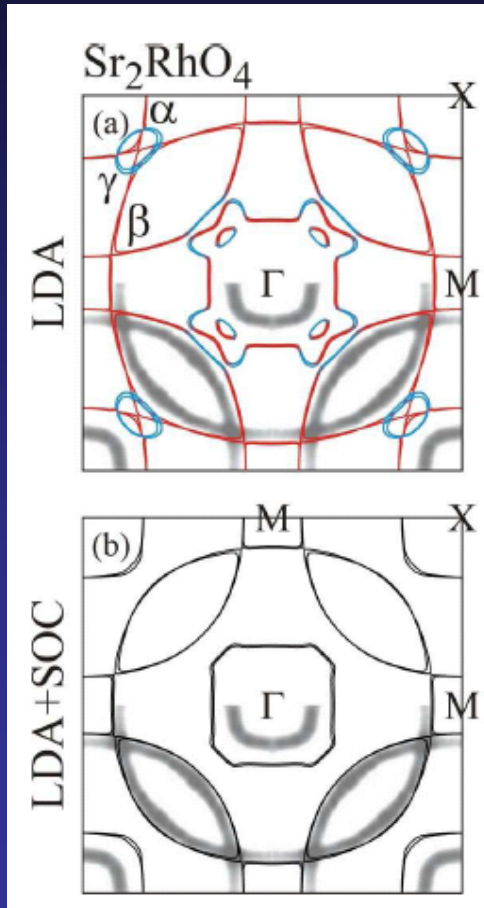 Sr₂RhO₄
X
(a) α
γ
β
Γ
M
LDA
M X
(b)
Γ
M
LDA+SOC